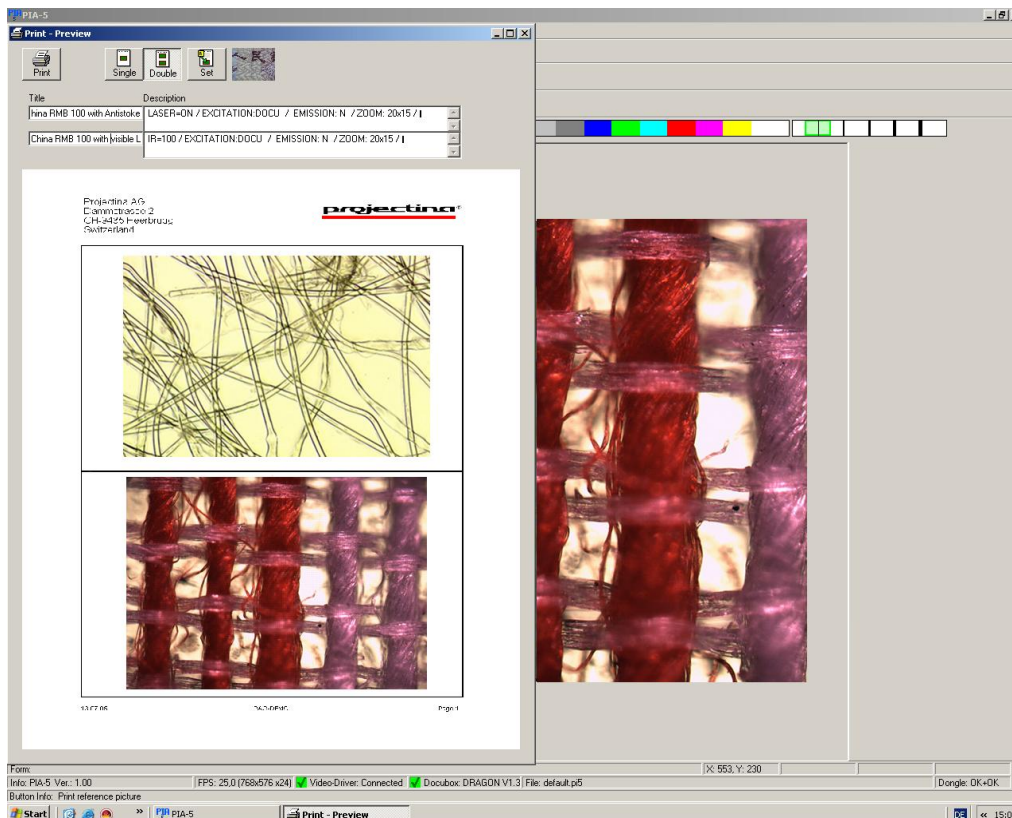 PIA-5
Print - Preview
Print Single Double Set
Title Description
hina RMB 100 with Antistoke LASER=ON / EXCITATION:DOCU / EMISSION: N / ZOOM: 20x15 /
China RMB 100 with visible L IR=100 / EXCITATION:DOCU / EMISSION: N / ZOOM: 20x15 /
Projectina AG
Dammstrasse 2
CH-9435 Heerbrugg
Switzerland
projectina®
Page 1
Form:
X: 553, Y: 230
Info: PIA-5 Ver.: 1.00 FPS: 25,0 (768x576 x24) Video-Driver: Connected Docubox: DRAGON V1.3 File: default.pi5 Dongle: OK+OK
Button Info: Print reference picture
Start » PIA-5 Print - Preview DE « 15:0